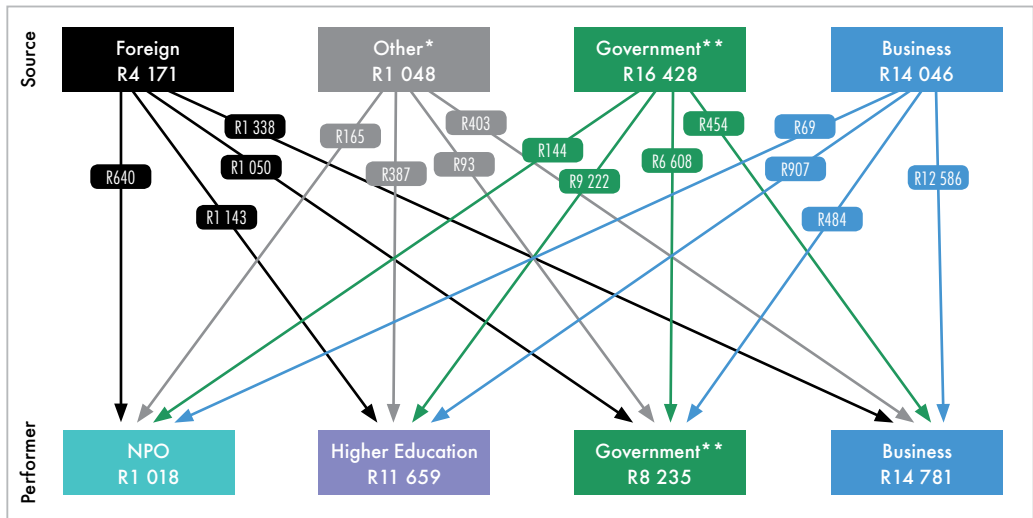 Source
Foreign
R4 171
Other*
R1 048
Government**
R16 428
Business
R14 046
R1 338
R165
R403
R144
R454
R69
R640
R1 050
R387
R93
R9 222
R6 608
R907
R12 586
R1 143
R484
Performer
NPO
R1 018
Higher Education
R11 659
Government**
R8 235
Business
R14 781